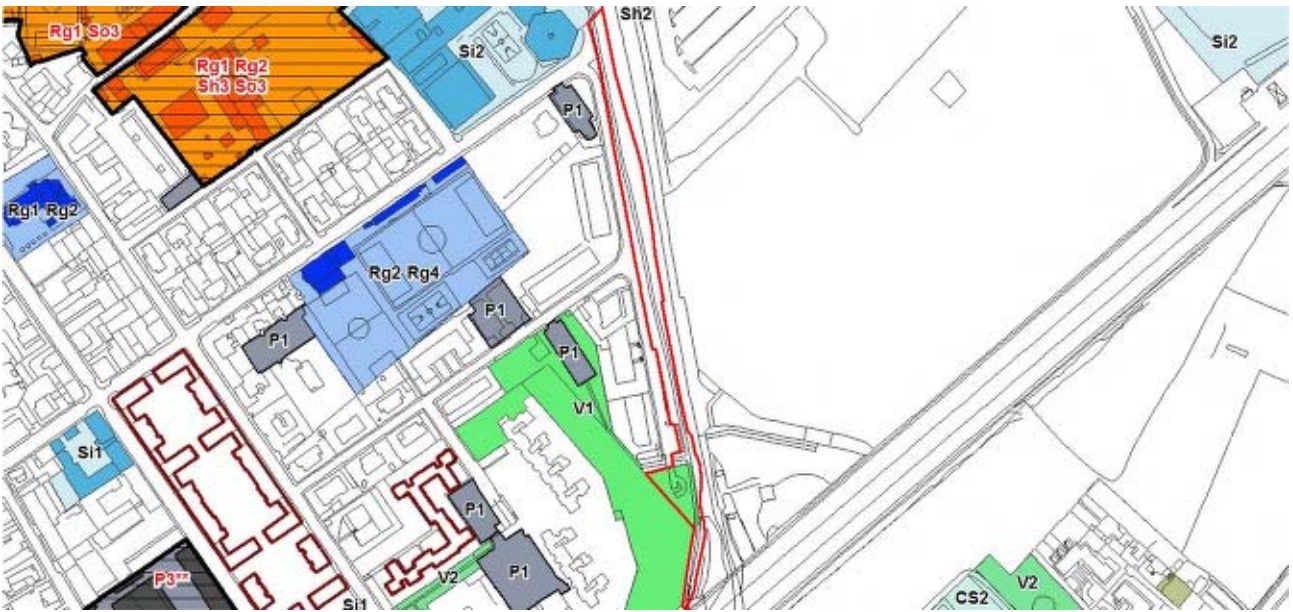 Sh2
Rg1 So3
Si2
Si2
Rg1 Rg2
Sh3 So3
P1
Rg1 Rg2
Rg2 Rg4
P1
P1
P1
V1
Si1
P1
P1
V2
P3**
Si1
V2
CS2